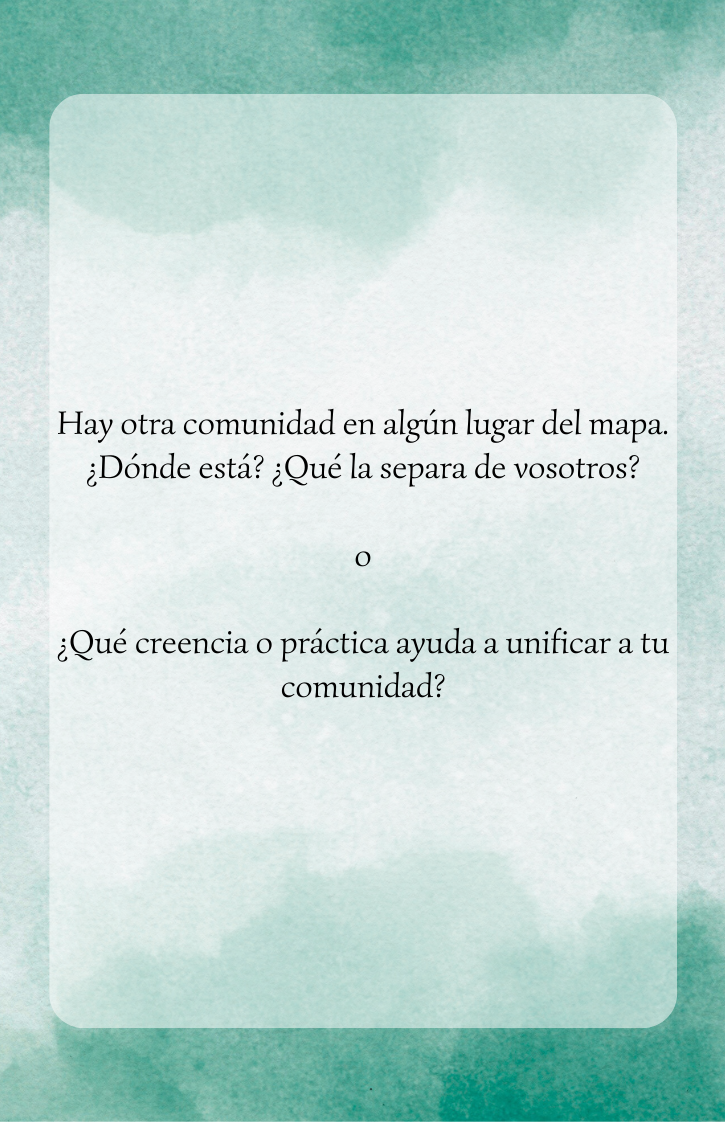 Hay otra comunidad en algún lugar del mapa.
¿Dónde está? ¿Qué la separa de vosotros?
o
¿Qué creencia o práctica ayuda a unificar a tu
comunidad?